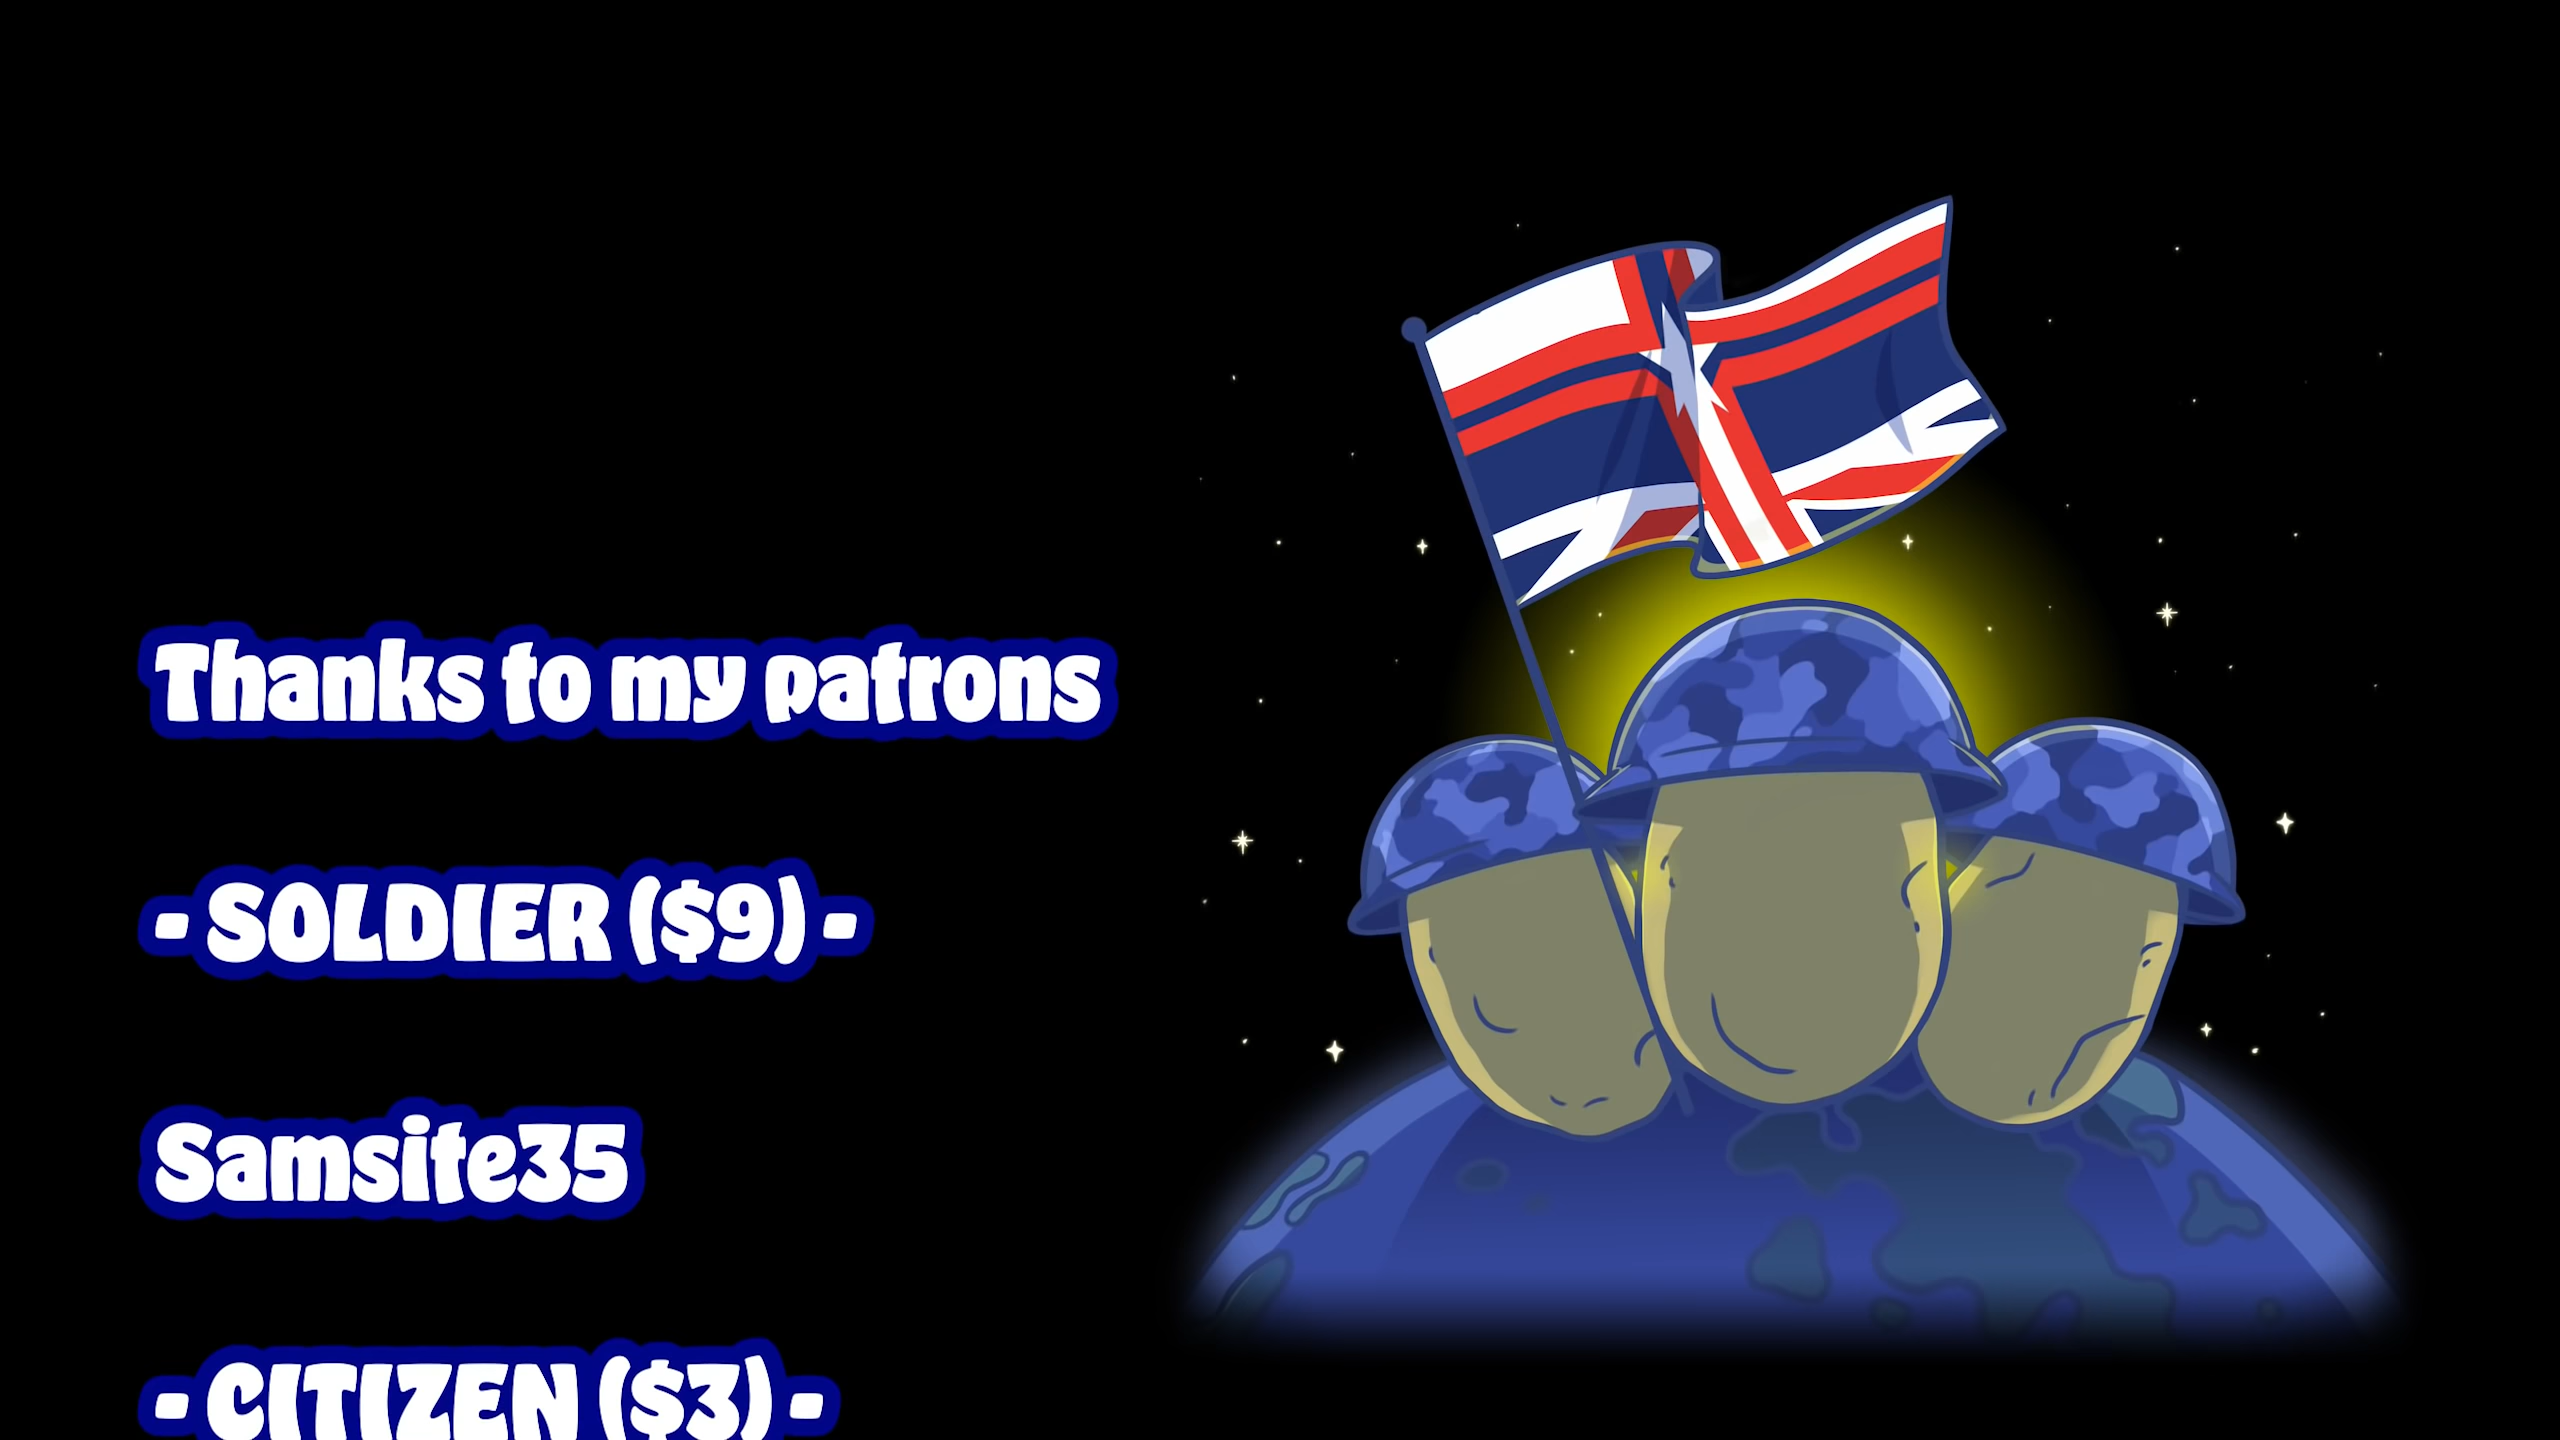 Thanks to my patrons
- SOLDIER ($9) -
Samsite35
- CITIZEN ($3) -